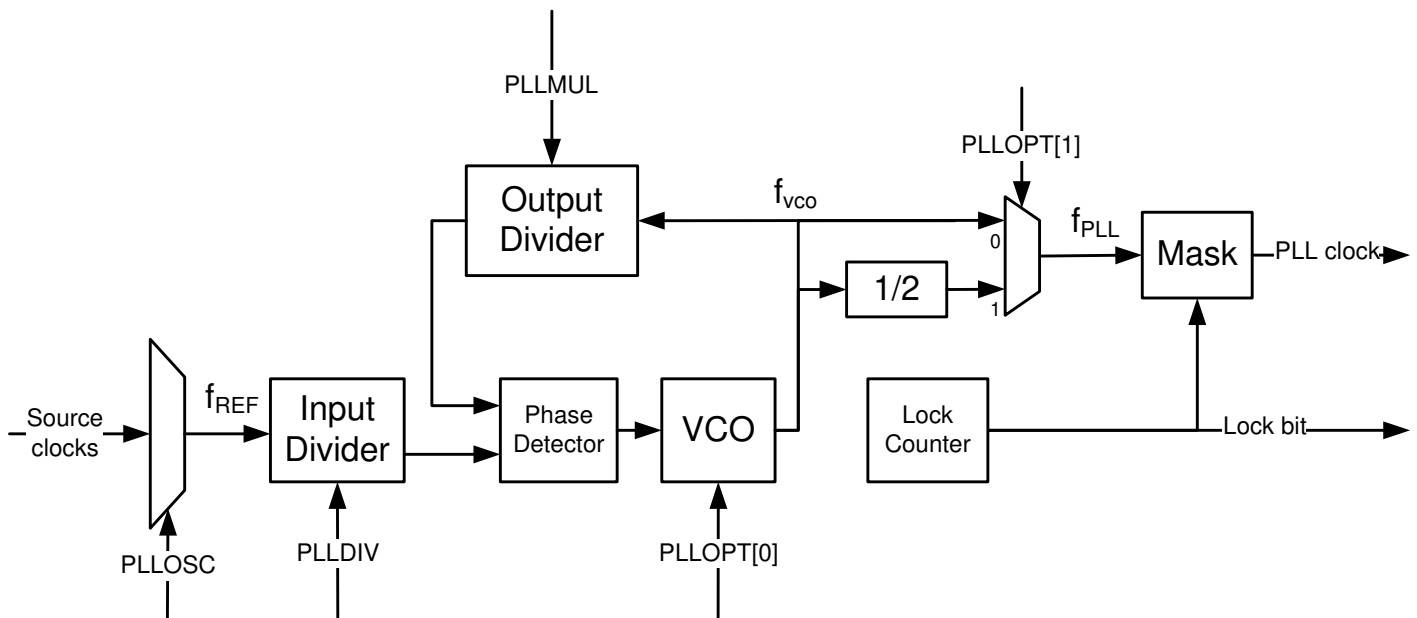 PLLMUL
PLLOPT[1]
Output
Divider
fvco
0
fPLL
Mask
PLL clock
1/2
1
Source
clocks
fREF
Input
Divider
Phase
Detector
VCO
Lock
Counter
Lock bit
PLLOSC
PLLDIV
PLLOPT[0]